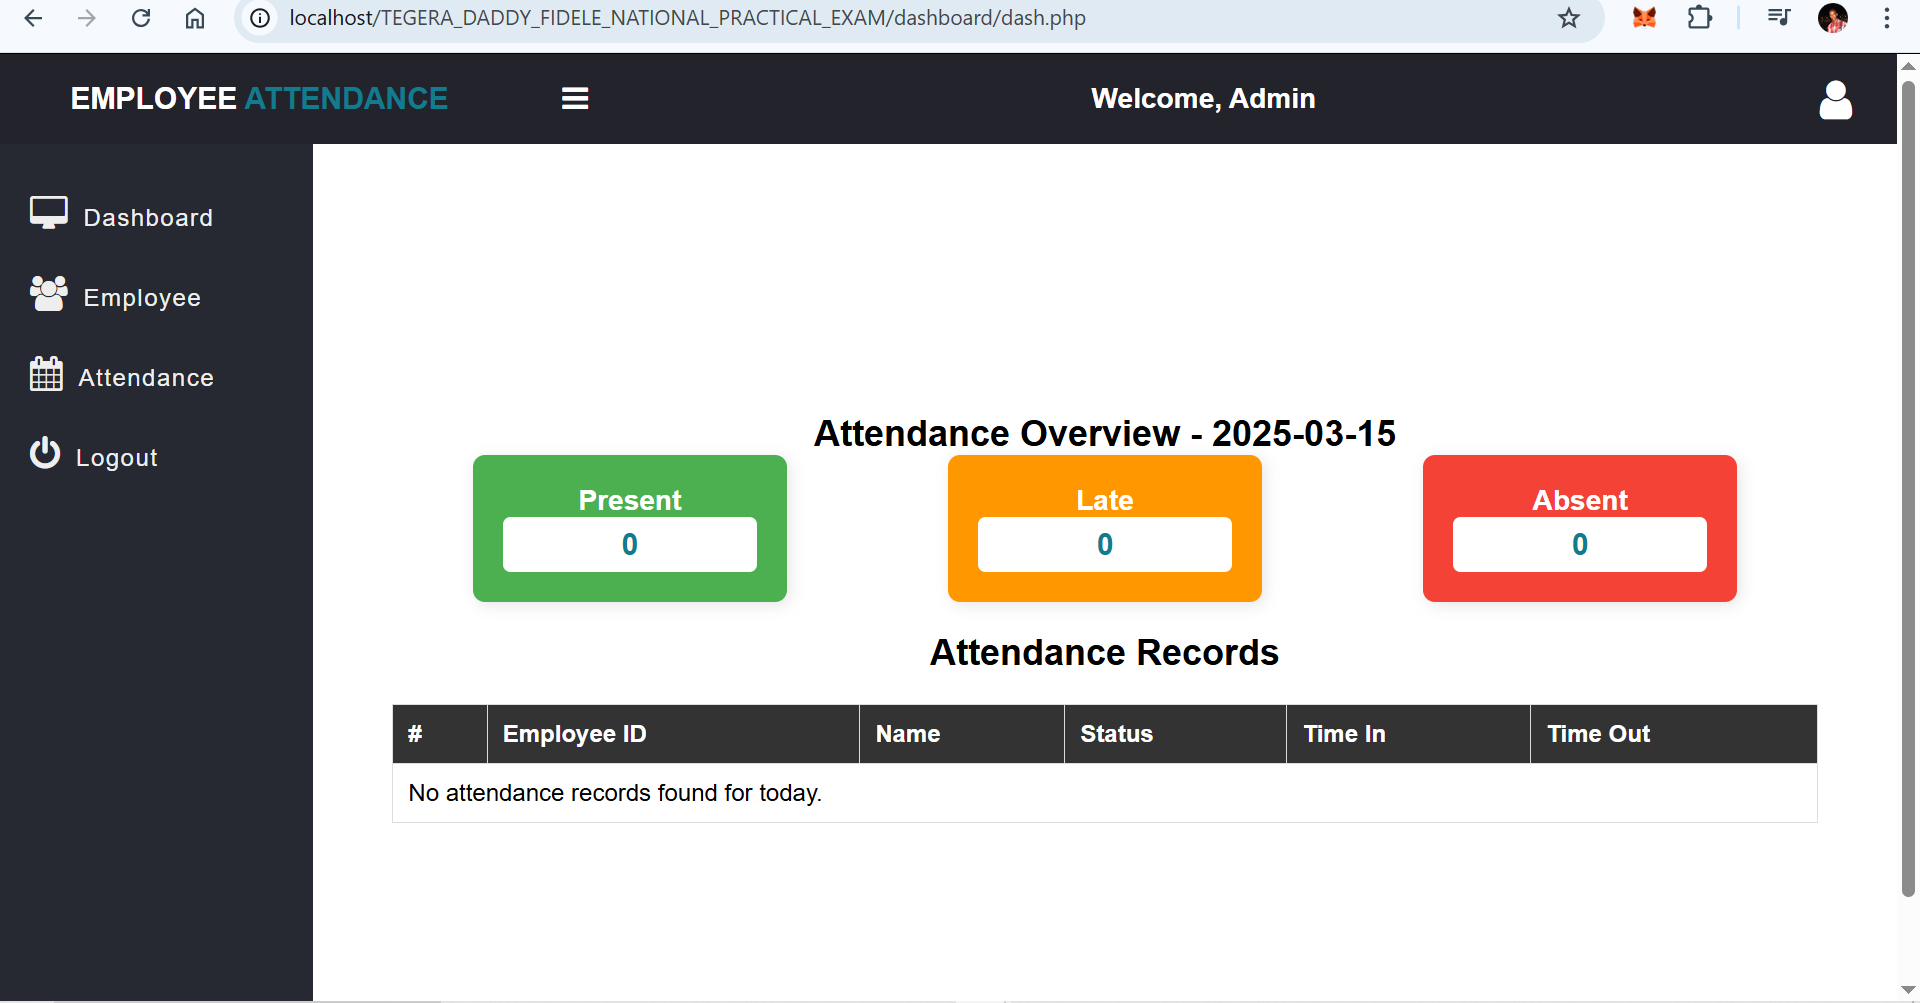 localhost/TEGERA_DADDY_FIDELE_NATIONAL_PRACTICAL_EXAM/dashboard/dash.php
EMPLOYEE ATTENDANCE
Welcome, Admin
Dashboard
Employee
Attendance
Logout
Attendance Overview - 2025-03-15
Present
0
Late
0
Absent
0
Attendance Records
# Employee ID Name Status Time In Time Out
No attendance records found for today.